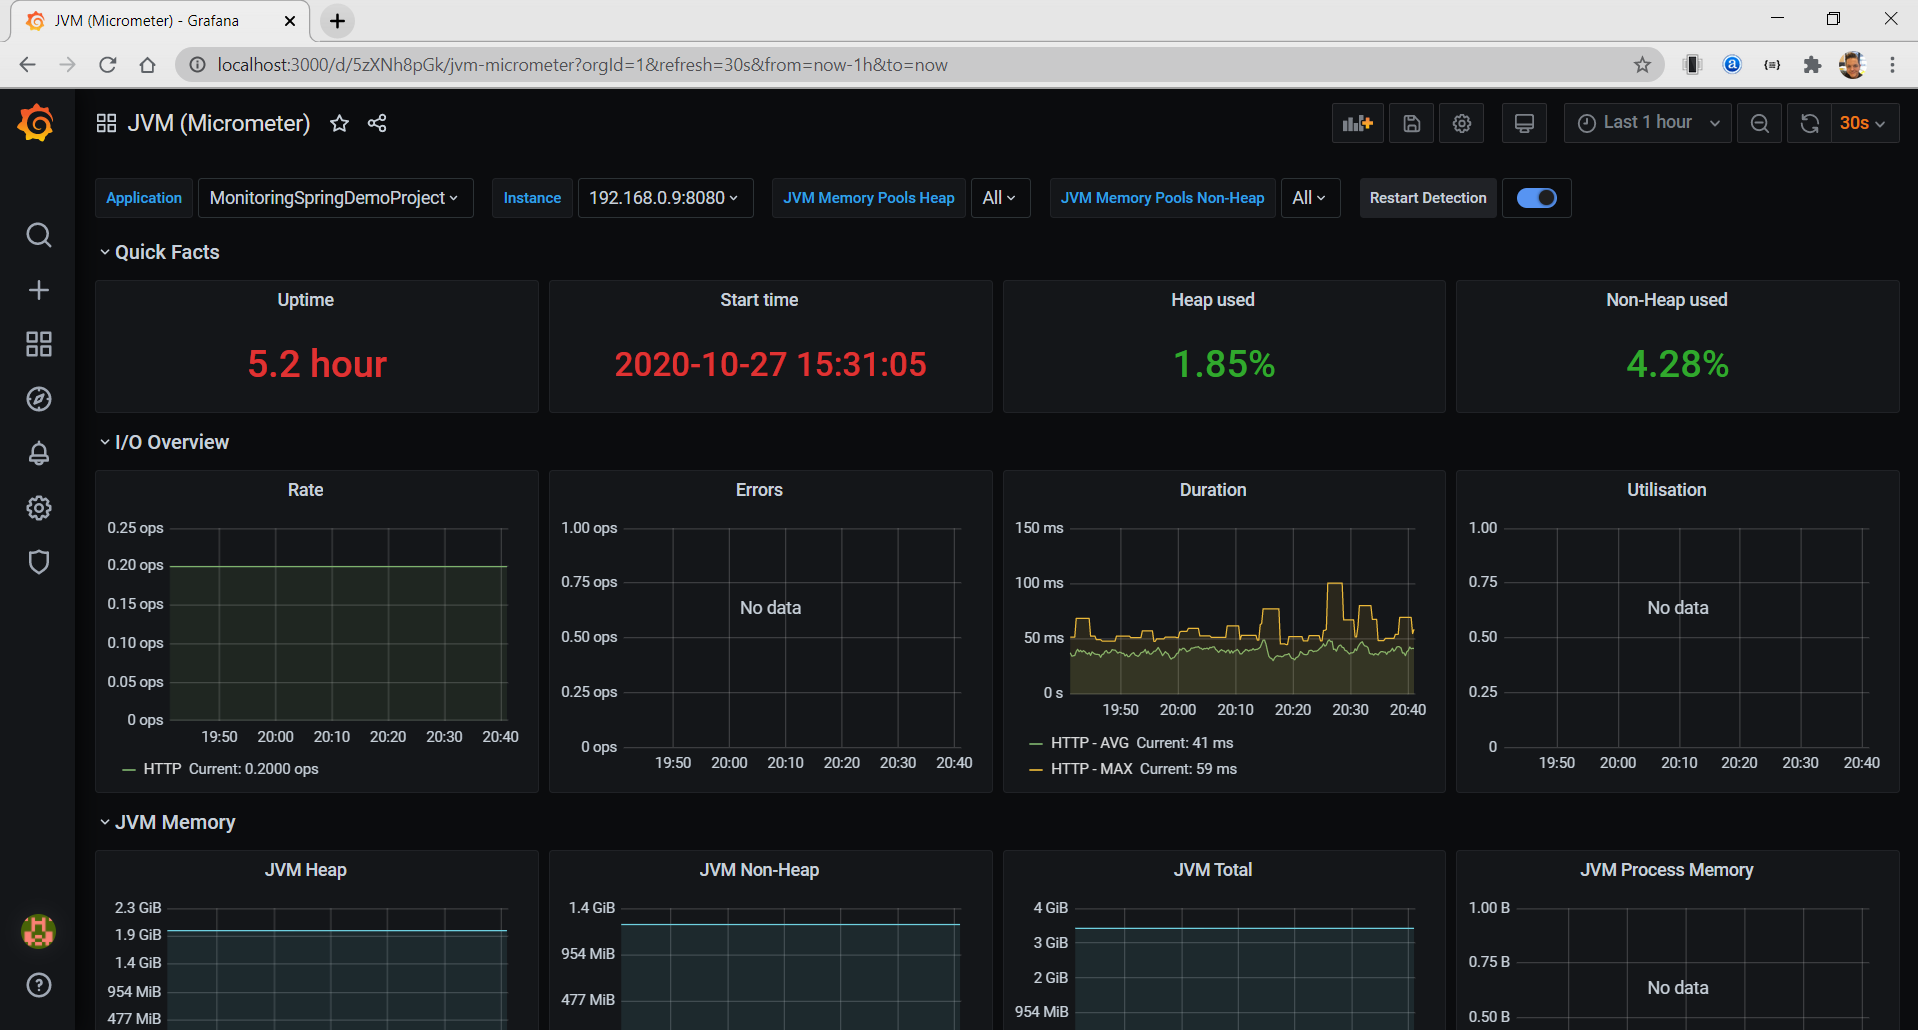 JVM (Micrometer) - Grafana
localhost:3000/d/5zXNh8pGk/jvm-micrometer?orgId=1&refresh=30s&from=now-1h&to=now
JVM (Micrometer)
Last 1 hour
30s
Application MonitoringSpringDemoProject Instance 192.168.0.9:8080 JVM Memory Pools Heap All JVM Memory Pools Non-Heap All Restart Detection
Quick Facts
Uptime
5.2 hour
Start time
2020-10-27 15:31:05
Heap used
1.85%
Non-Heap used
4.28%
I/O Overview
Rate
0.25 ops
0.20 ops
0.15 ops
0.10 ops
0.05 ops
0 ops
19:50 20:00 20:10 20:20 20:30 20:40
HTTP Current: 0.2000 ops
Errors
1.00 ops
0.75 ops
No data
0.50 ops
0.25 ops
0 ops
19:50 20:00 20:10 20:20 20:30 20:40
Duration
150 ms
100 ms
50 ms
0 s
19:50 20:00 20:10 20:20 20:30 20:40
HTTP - AVG Current: 41 ms
HTTP - MAX Current: 59 ms
Utilisation
1.00
0.75
No data
0.50
0.25
0
19:50 20:00 20:10 20:20 20:30 20:40
JVM Memory
JVM Heap
2.3 GiB
1.9 GiB
1.4 GiB
954 MiB
477 MiB
JVM Non-Heap
1.4 GiB
954 MiB
477 MiB
JVM Total
4 GiB
3 GiB
2 GiB
954 MiB
JVM Process Memory
1.00 B
0.75 B
No data
0.50 B